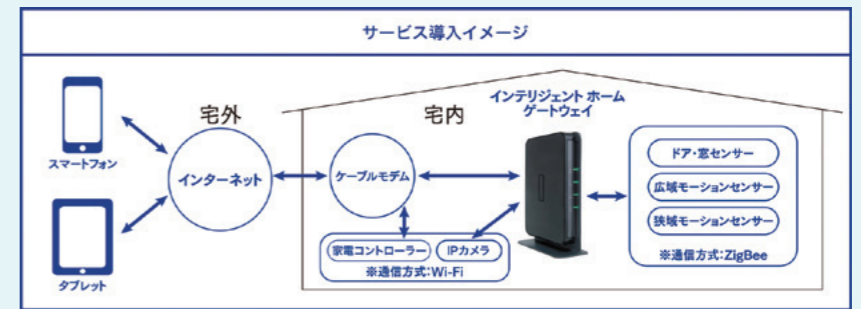 サービス導入イメージ
スマートフォン
タブレット
宅外
インターネット
宅内
ケーブルモデム
家電コントローラー
IPカメラ
※通信方式:Wi-Fi
インテリジェント ホーム
ゲートウェイ
ドア・窓センサー
広域モーションセンサー
狭域モーションセンサー
※通信方式:ZigBee